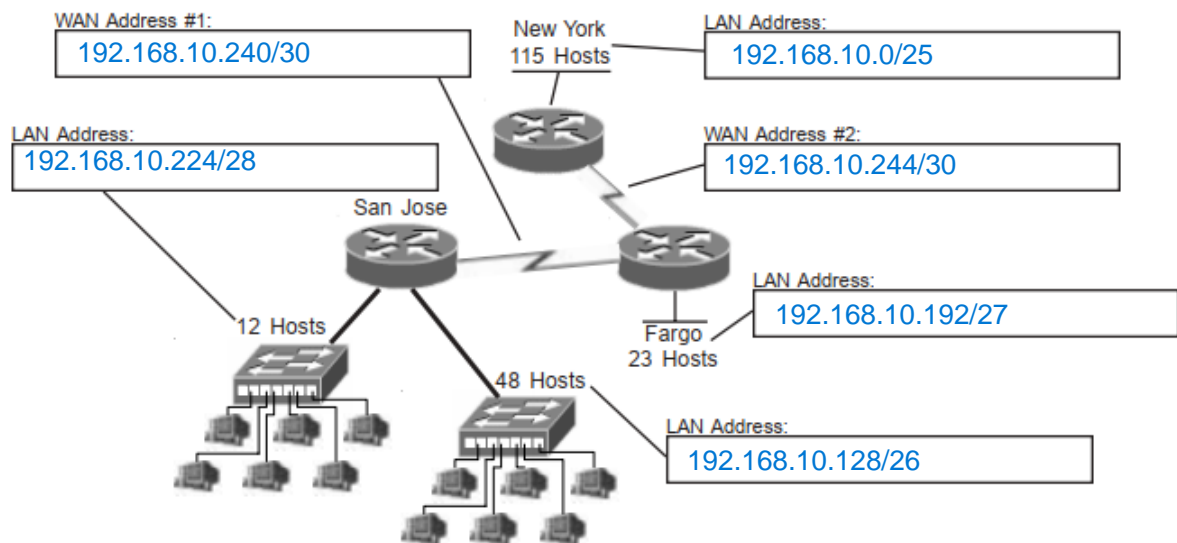 WAN Address #1:
192.168.10.240/30
New York
115 Hosts
LAN Address:
192.168.10.0/25
LAN Address:
192.168.10.224/28
WAN Address #2:
192.168.10.244/30
San Jose
LAN Address:
192.168.10.192/27
12 Hosts
Fargo
23 Hosts
48 Hosts
LAN Address:
192.168.10.128/26